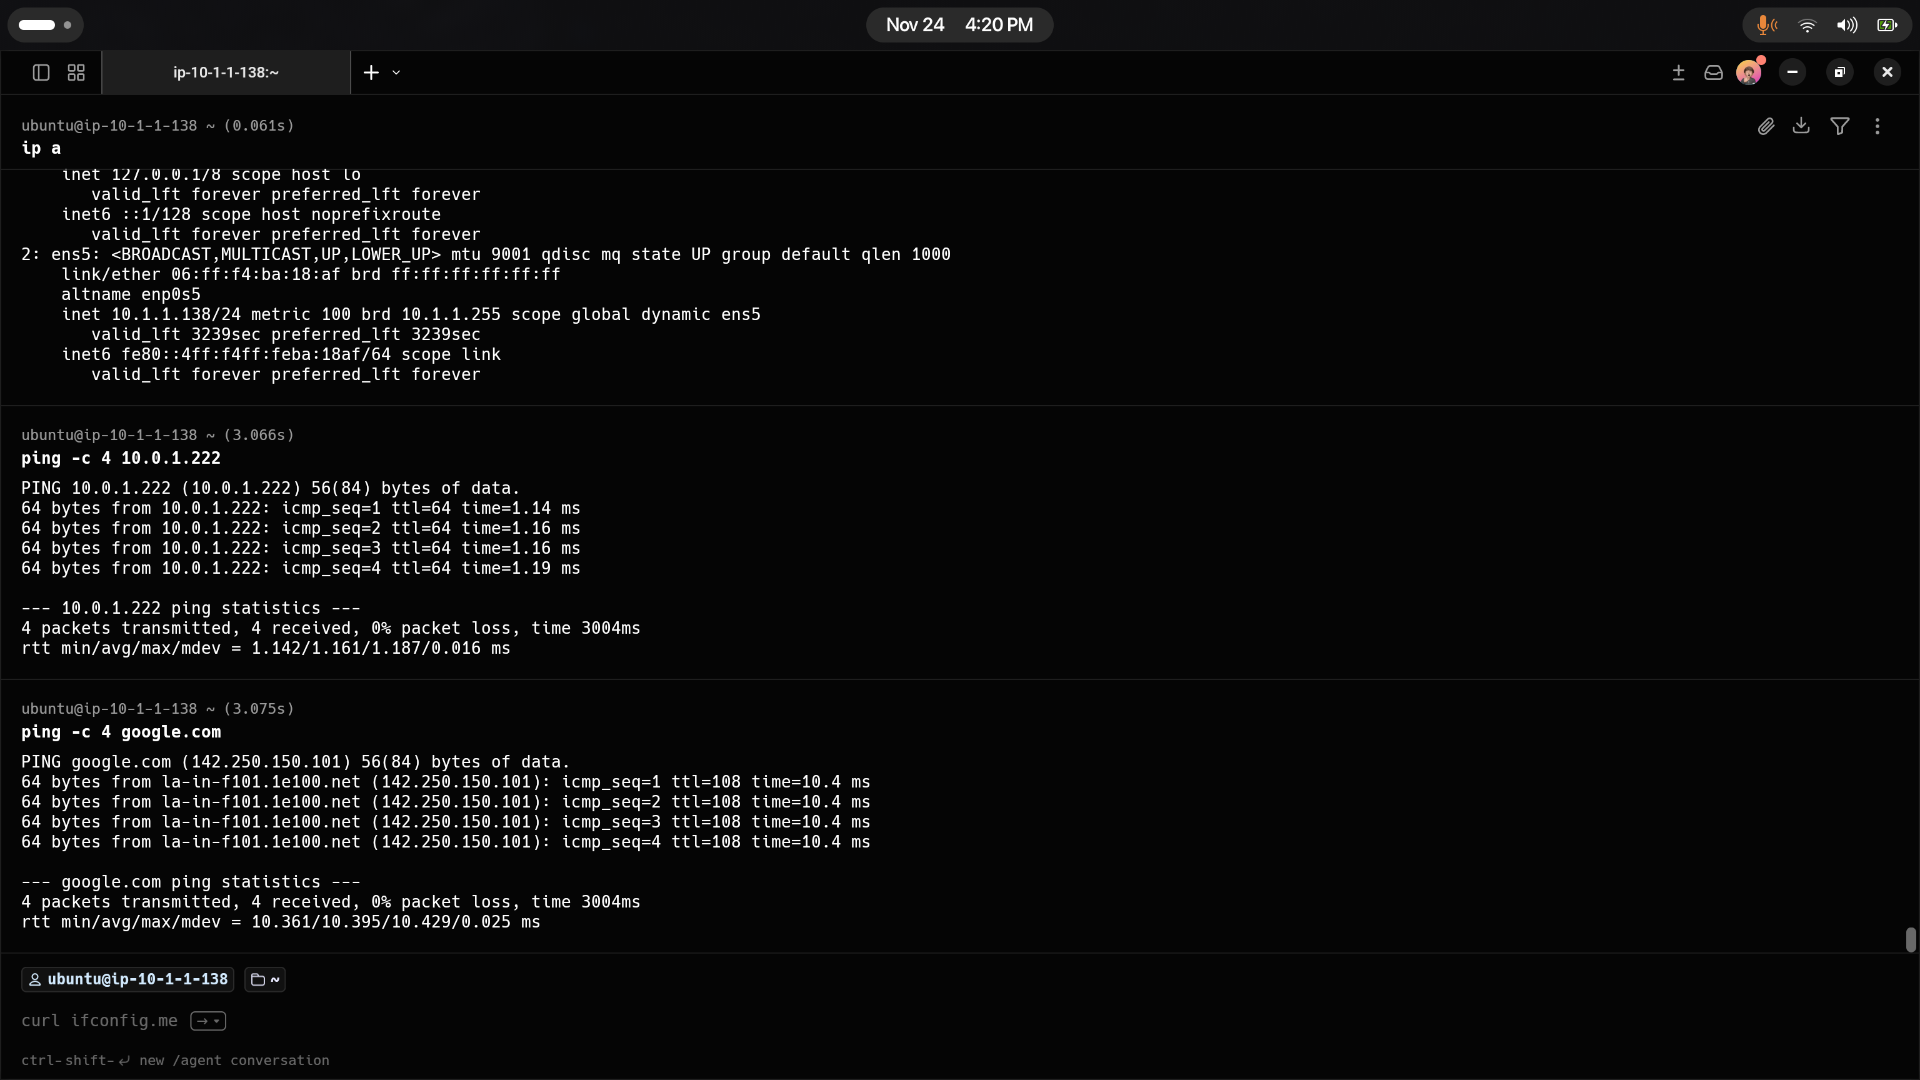 Nov 24 4:20 PM
ip-10-1-1-138:~
ubuntu@ip-10-1-1-138 ~ (0.061s)
ip a
inet 127.0.0.1/8 scope host lo
valid_lft forever preferred_lft forever
inet6 ::1/128 scope host noprefixroute
valid_lft forever preferred_lft forever
2: ens5: <BROADCAST,MULTICAST,UP,LOWER_UP> mtu 9001 qdisc mq state UP group default qlen 1000
link/ether 06:ff:f4:ba:18:af brd ff:ff:ff:ff:ff:ff
altname enp0s5
inet 10.1.1.138/24 metric 100 brd 10.1.1.255 scope global dynamic ens5
valid_lft 3239sec preferred_lft 3239sec
inet6 fe80::4ff:f4ff:feba:18af/64 scope link
valid_lft forever preferred_lft forever
ubuntu@ip-10-1-1-138 ~ (3.066s)
ping -c 4 10.0.1.222
PING 10.0.1.222 (10.0.1.222) 56(84) bytes of data.
64 bytes from 10.0.1.222: icmp_seq=1 ttl=64 time=1.14 ms
64 bytes from 10.0.1.222: icmp_seq=2 ttl=64 time=1.16 ms
64 bytes from 10.0.1.222: icmp_seq=3 ttl=64 time=1.16 ms
64 bytes from 10.0.1.222: icmp_seq=4 ttl=64 time=1.19 ms
--- 10.0.1.222 ping statistics ---
4 packets transmitted, 4 received, 0% packet loss, time 3004ms
rtt min/avg/max/mdev = 1.142/1.161/1.187/0.016 ms
ubuntu@ip-10-1-1-138 ~ (3.075s)
ping -c 4 google.com
PING google.com (142.250.150.101) 56(84) bytes of data.
64 bytes from la-in-f101.1e100.net (142.250.150.101): icmp_seq=1 ttl=108 time=10.4 ms
64 bytes from la-in-f101.1e100.net (142.250.150.101): icmp_seq=2 ttl=108 time=10.4 ms
64 bytes from la-in-f101.1e100.net (142.250.150.101): icmp_seq=3 ttl=108 time=10.4 ms
64 bytes from la-in-f101.1e100.net (142.250.150.101): icmp_seq=4 ttl=108 time=10.4 ms
--- google.com ping statistics ---
4 packets transmitted, 4 received, 0% packet loss, time 3004ms
rtt min/avg/max/mdev = 10.361/10.395/10.429/0.025 ms
ubuntu@ip-10-1-1-138 ~
curl ifconfig.me
ctrl-shift-⏎ new /agent conversation